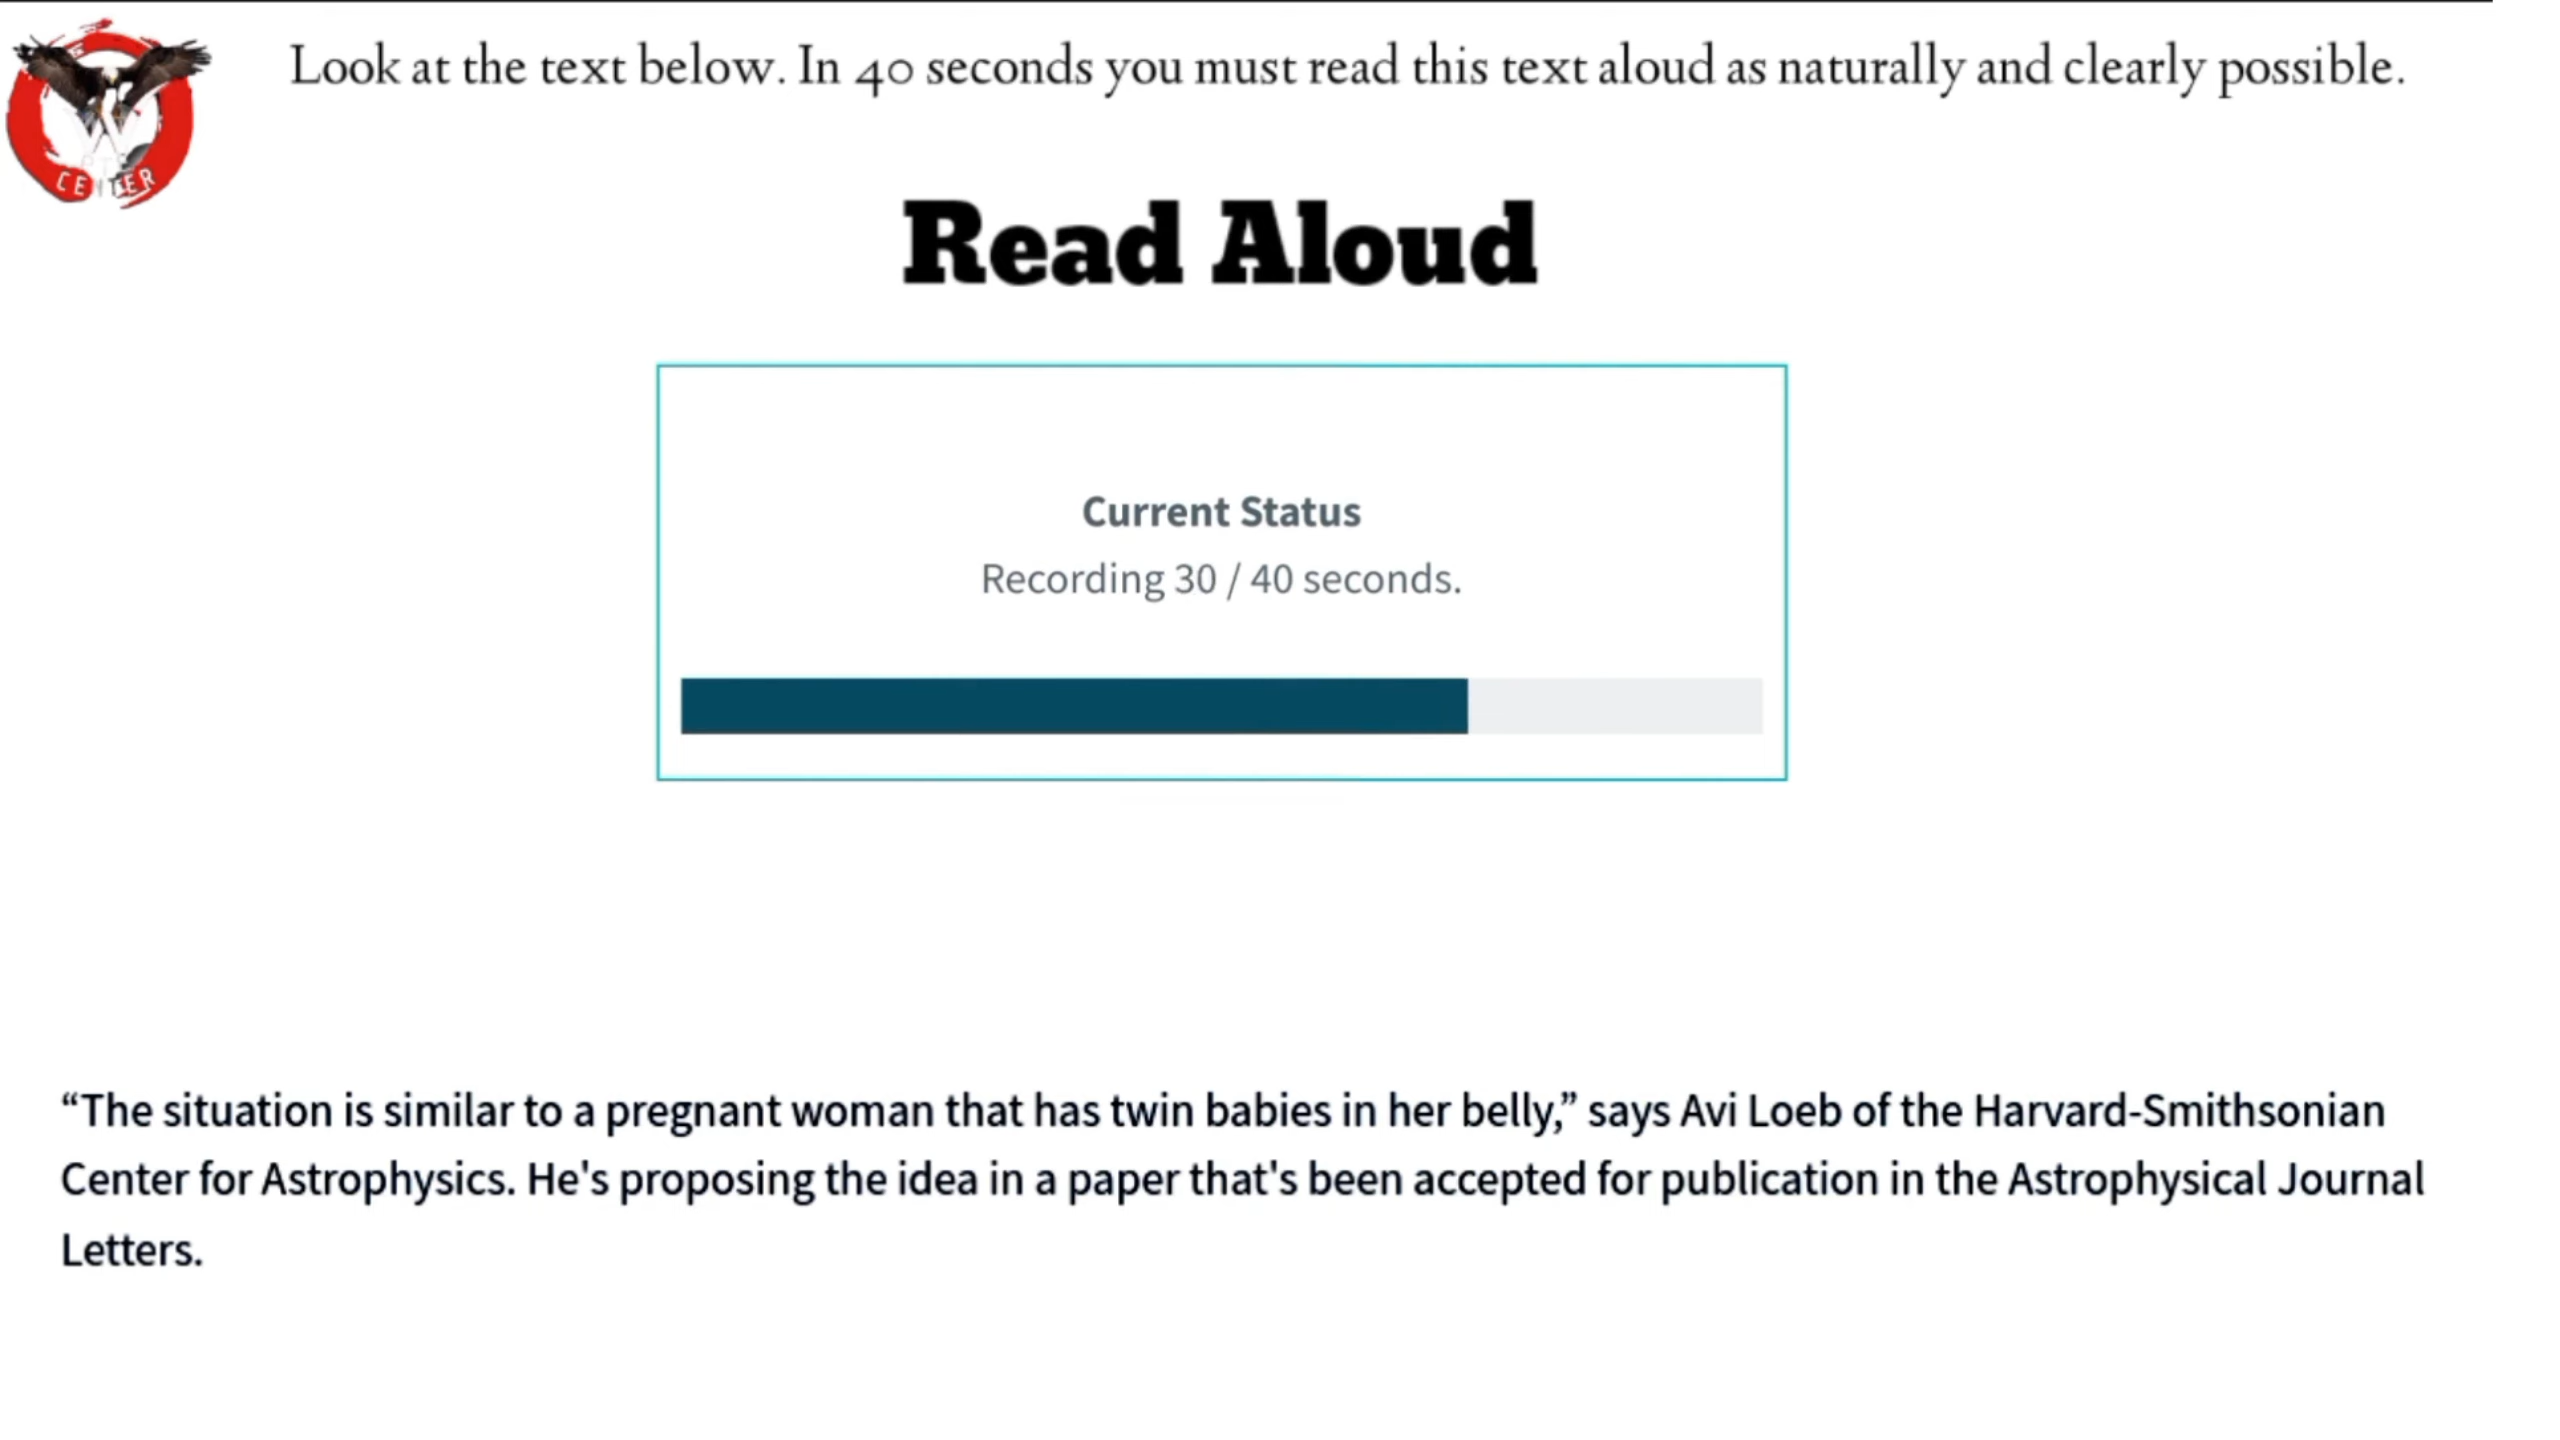 Look at the text below. In 40 seconds you must read this text aloud as naturally and clearly possible.
CENTER
Read Aloud
Current Status
Recording 30 / 40 seconds.
“The situation is similar to a pregnant woman that has twin babies in her belly,” says Avi Loeb of the Harvard-Smithsonian
Center for Astrophysics. He's proposing the idea in a paper that's been accepted for publication in the Astrophysical Journal
Letters.